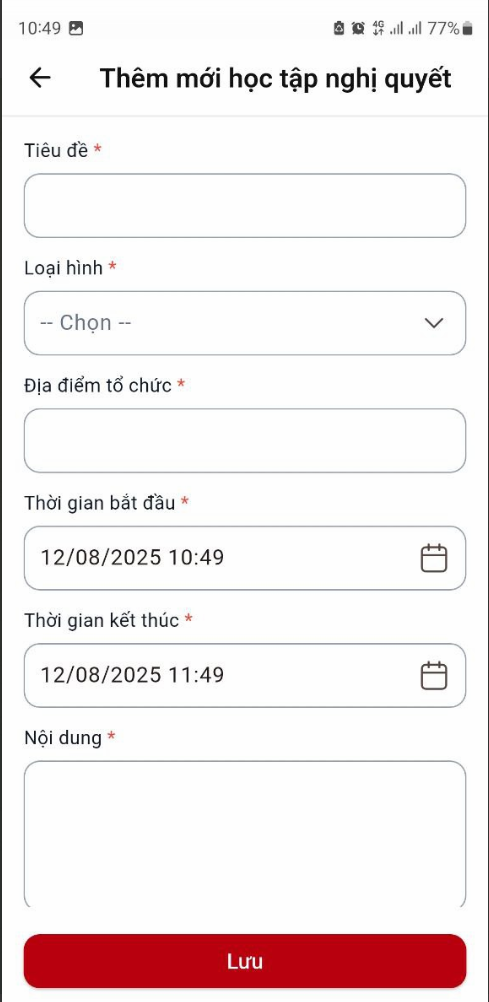 10:49 4G 77%
Thêm mới học tập nghị quyết
Tiêu đề *
Loại hình *
-- Chọn --
Địa điểm tổ chức *
Thời gian bắt đầu *
12/08/2025 10:49
Thời gian kết thúc *
12/08/2025 11:49
Nội dung *
Lưu